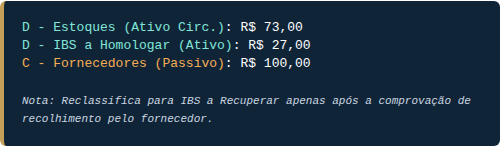 D - Estoques (Ativo Circ.): R$ 73,00
D - IBS a Homologar (Ativo): R$ 27,00
C - Fornecedores (Passivo): R$ 100,00
Nota: Reclassifica para IBS a Recuperar apenas após a comprovação de
recolhimento pelo fornecedor.